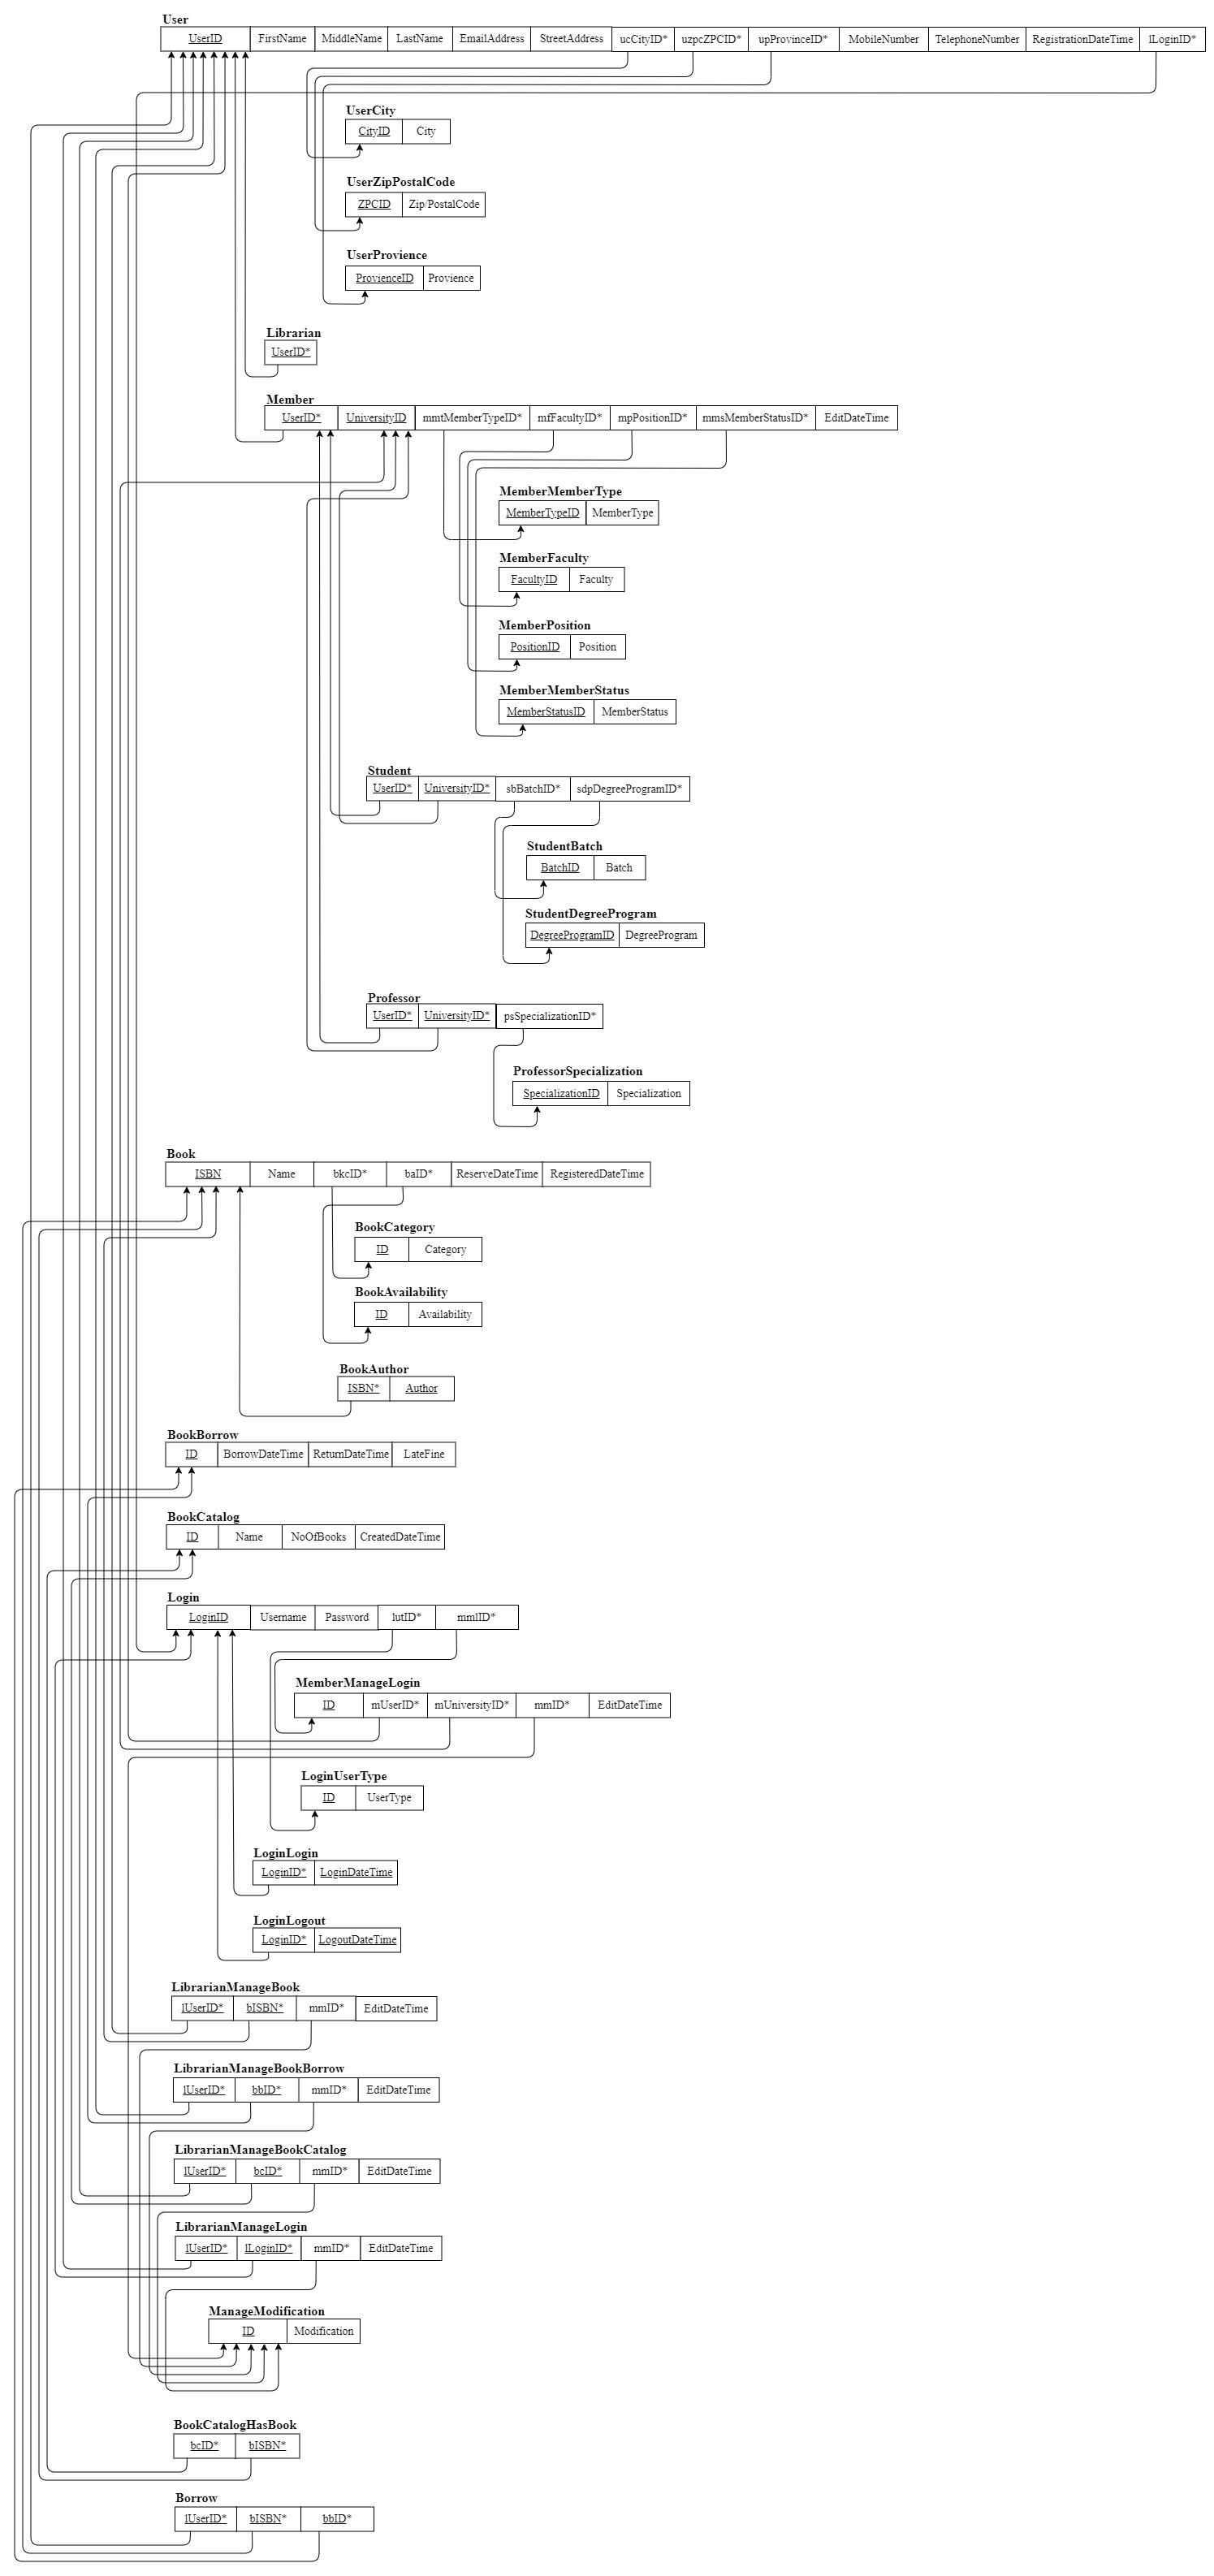 User
UserID FirstName MiddleName LastName EmailAddress StreetAddress ucCityID* uzpcZPCID* upProvinceID* MobileNumber TelephoneNumber RegistrationDateTime lLoginID*
UserCity
CityID City
UserZipPostalCode
ZPCID Zip/PostalCode
UserProvience
ProvienceID Provience
Librarian
UserID*
Member
UserID* UniversityID mmtMemberTypeID* mfFacultyID* mpPositionID* mmsMemberStatusID* EditDateTime
MemberMemberType
MemberTypeID MemberType
MemberFaculty
FacultyID Faculty
MemberPosition
PositionID Position
MemberMemberStatus
MemberStatusID MemberStatus
Student
UserID* UniversityID* sbBatchID* sdpDegreeProgramID*
StudentBatch
BatchID Batch
StudentDegreeProgram
DegreeProgramID DegreeProgram
Professor
UserID* UniversityID* psSpecializationID*
ProfessorSpecialization
SpecializationID Specialization
Book
ISBN Name bkcID* baID* ReserveDateTime RegisteredDateTime
BookCategory
ID Category
BookAvailability
ID Availability
BookAuthor
ISBN* Author
BookBorrow
ID BorrowDateTime ReturnDateTime LateFine
BookCatalog
ID Name NoOfBooks CreatedDateTime
Login
LoginID Username Password lutID* mmlID*
MemberManageLogin
ID mUserID* mUniversityID* mmID* EditDateTime
LoginUserType
ID UserType
LoginLogin
LoginID* LoginDateTime
LoginLogout
LoginID* LogoutDateTime
LibrarianManageBook
lUserID* bISBN* mmID* EditDateTime
LibrarianManageBookBorrow
lUserID* bbID* mmID* EditDateTime
LibrarianManageBookCatalog
lUserID* bcID* mmID* EditDateTime
LibrarianManageLogin
lUserID* lLoginID* mmID* EditDateTime
ManageModification
ID Modification
BookCatalogHasBook
bcID* bISBN*
Borrow
lUserID* bISBN* bbID*